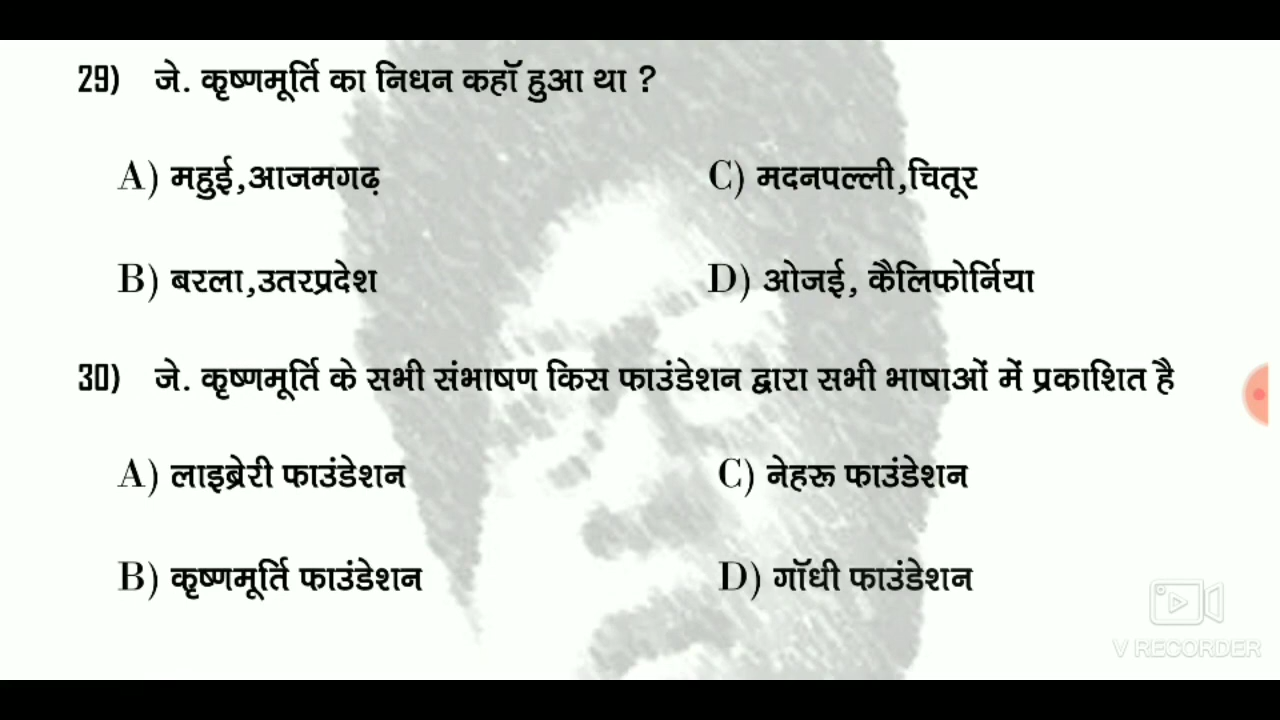 29) जे. कृष्णमूर्ति का निधन कहाॅ हुआ था ?
A) महुई,आजमगढ़ C) मदनपल्ली,चितूर
B) बरला,उतरप्रदेश D) ओजई, कैलिफोर्निया
30) जे. कृष्णमूर्ति के सभी संभाषण किस फाउंडेशन द्वारा सभी भाषाओं में प्रकाशित है
A) लाइब्रेरी फाउंडेशन C) नेहरू फाउंडेशन
B) कृष्णमूर्ति फाउंडेशन D) गाॅधी फाउंडेशन
V RECORDER